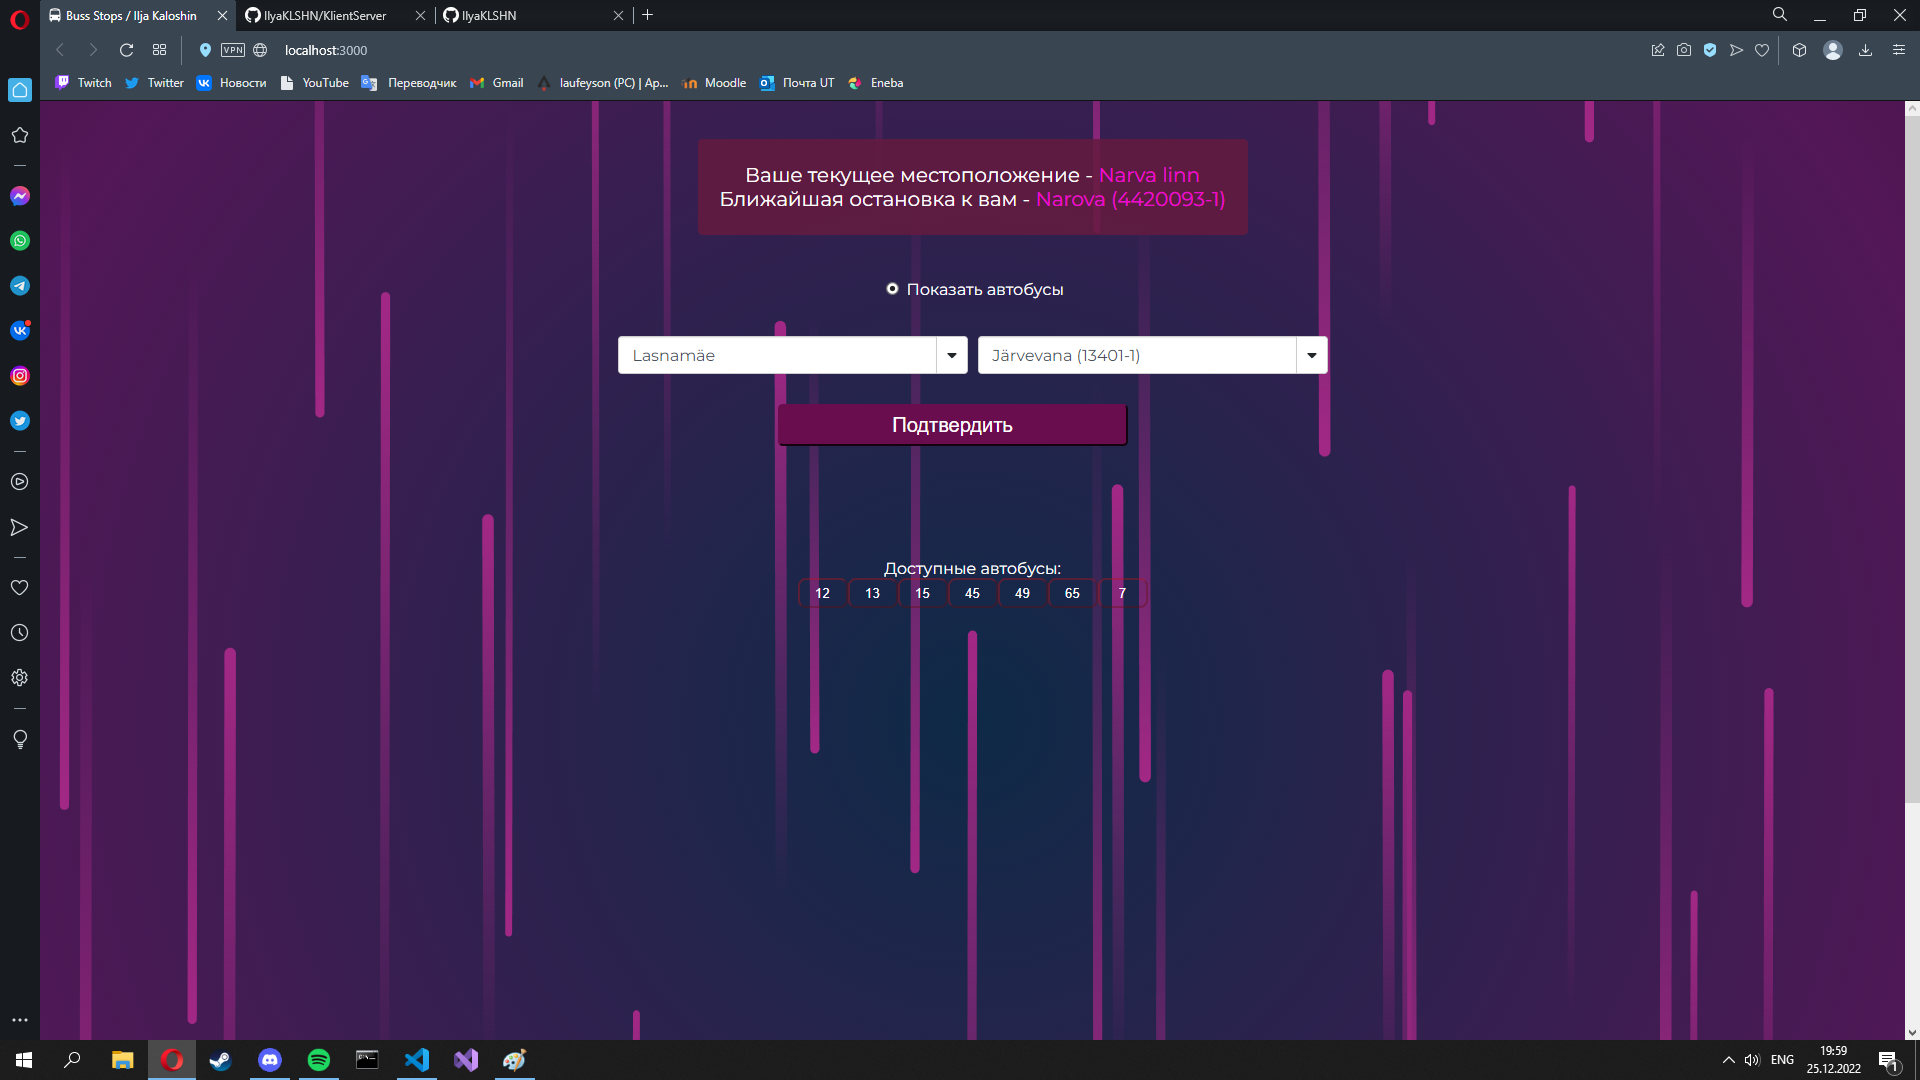 Buss Stops / Ilja Kaloshin
IlyaKLSHN/KlientServer
IlyaKLSHN
VPN
localhost:3000
Twitch
Twitter
Новости
YouTube
Переводчик
Gmail
laufeyson (PC) | Ap...
Moodle
Почта UT
Eneba
Ваше текущее местоположение - Narva linn
Ближайшая остановка к вам - Narova (4420093-1)
Показать автобусы
Lasnamäe
Järvevana (13401-1)
Подтвердить
Доступные автобусы:
12 13 15 45 49 65 7
ENG
19:59
25.12.2022
1